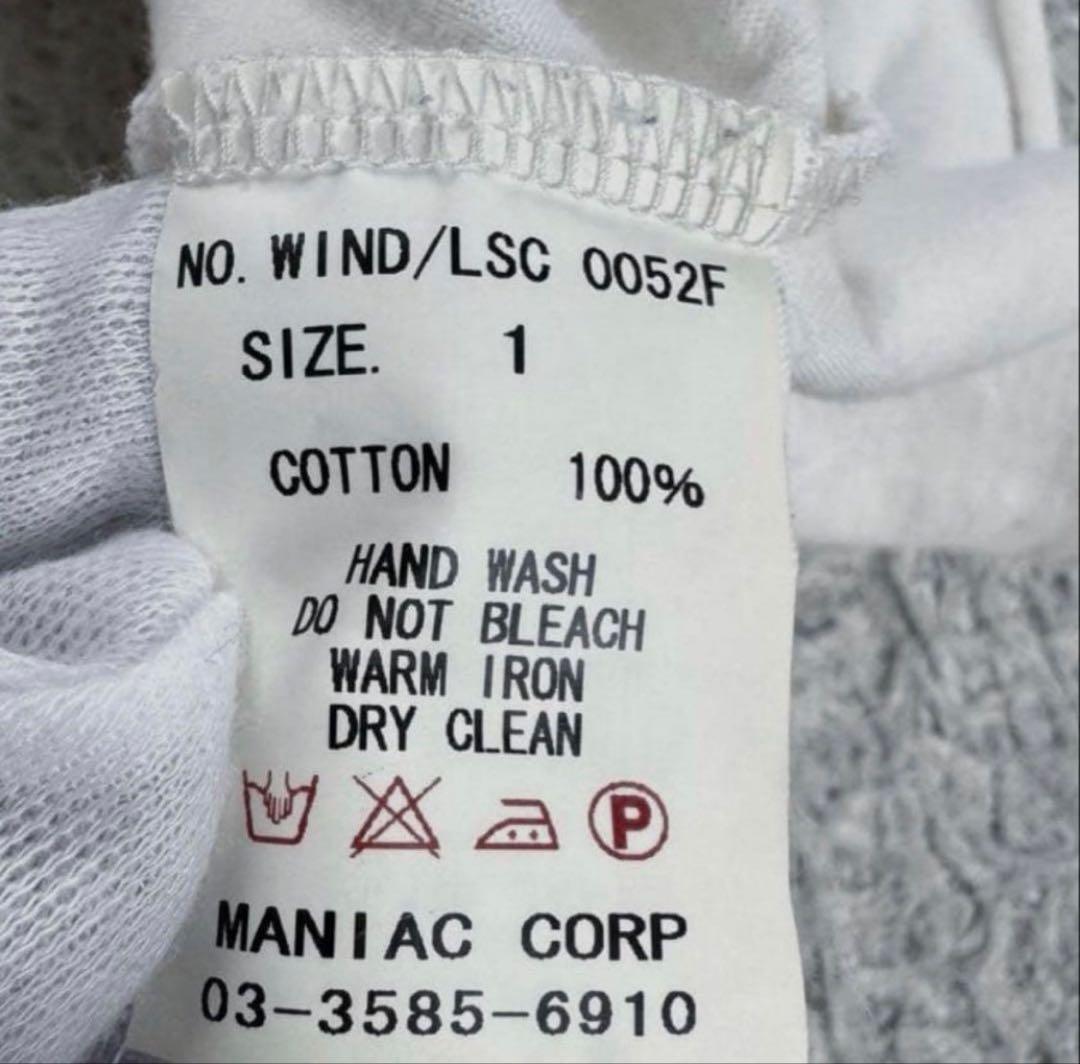 NO. WIND/LSC 0052F
SIZE. 1
COTTON 100%
HAND WASH
DO NOT BLEACH
WARM IRON
DRY CLEAN
P
MANIAC CORP
03-3585-6910